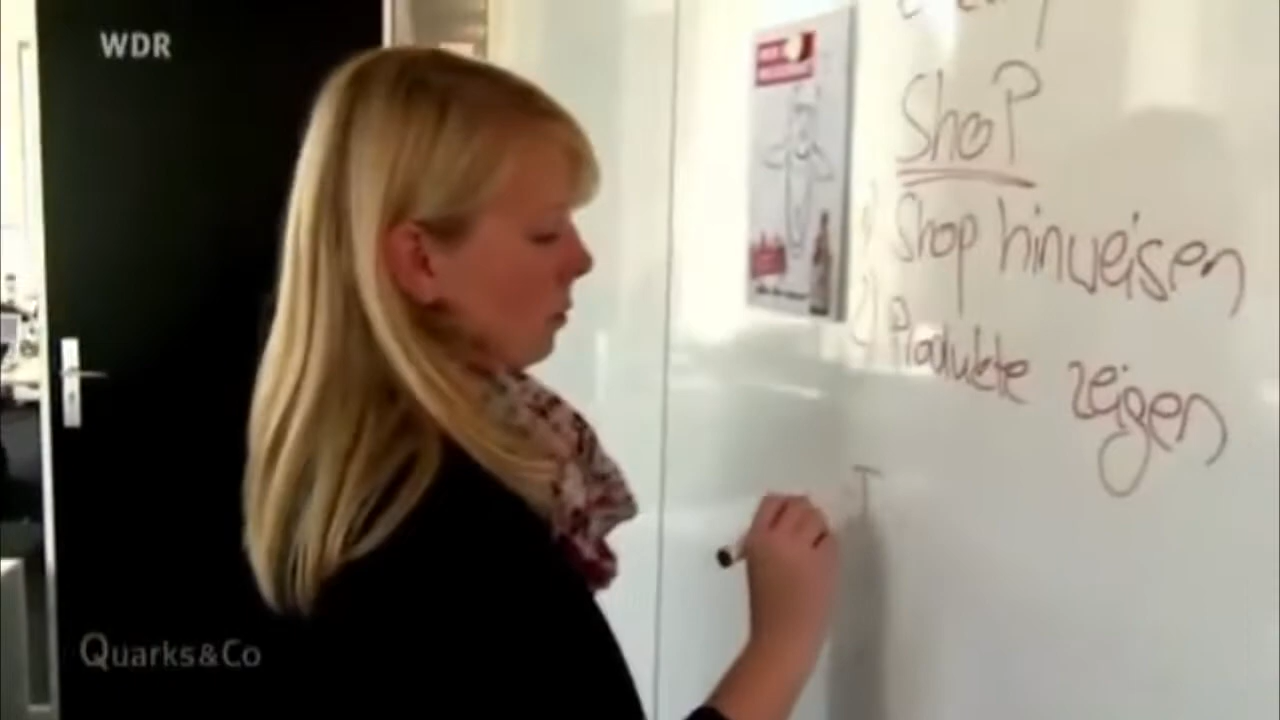 WDR
ShoP
1) Shop hinweisen
2) Produkte zeigen
I
Quarks&Co